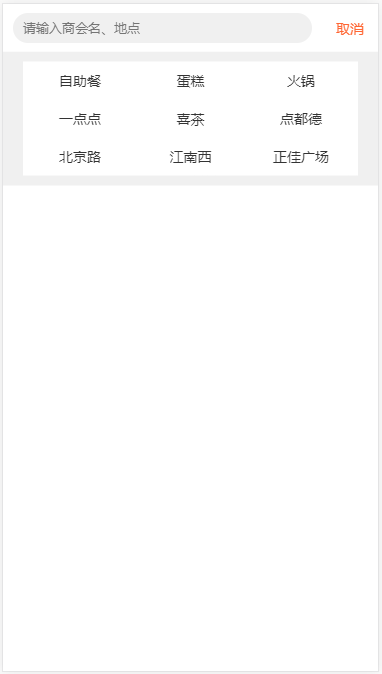 请输入商会名、地点 取消
自助餐 蛋糕 火锅
一点点 喜茶 点都德
北京路 江南西 正佳广场